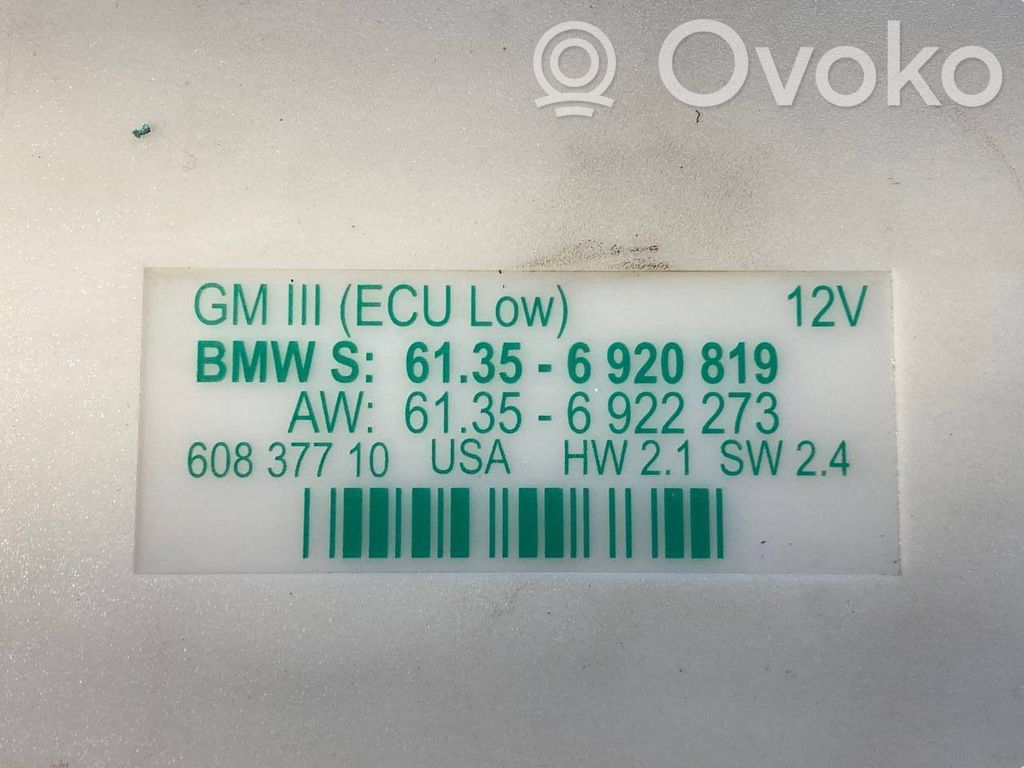 Ovoko
GM III (ECU Low) 12V
BMW S: 61.35 - 6 920 819
AW: 61.35 - 6 922 273
608 377 10 USA HW 2.1 SW 2.4